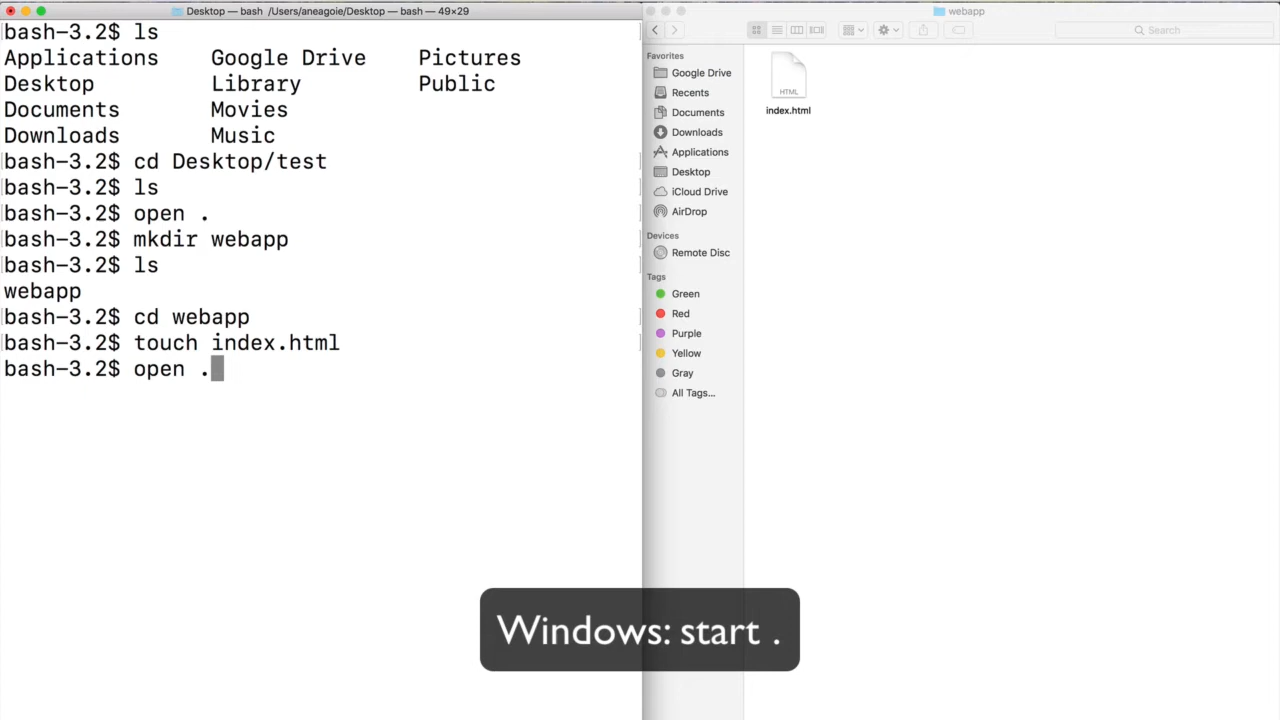 Desktop — bash /Users/aneagoie/Desktop — bash — 49×29
bash-3.2$ ls
Applications Google Drive Pictures
Desktop Library Public
Documents Movies
Downloads Music
bash-3.2$ cd Desktop/test
bash-3.2$ ls
bash-3.2$ open .
bash-3.2$ mkdir webapp
bash-3.2$ ls
webapp
bash-3.2$ cd webapp
bash-3.2$ touch index.html
bash-3.2$ open .
webapp
Search
Favorites
Google Drive
Recents
Documents
Downloads
Applications
Desktop
iCloud Drive
AirDrop
Devices
Remote Disc
Tags
Green
Red
Purple
Yellow
Gray
All Tags...
HTML
index.html
Windows: start .